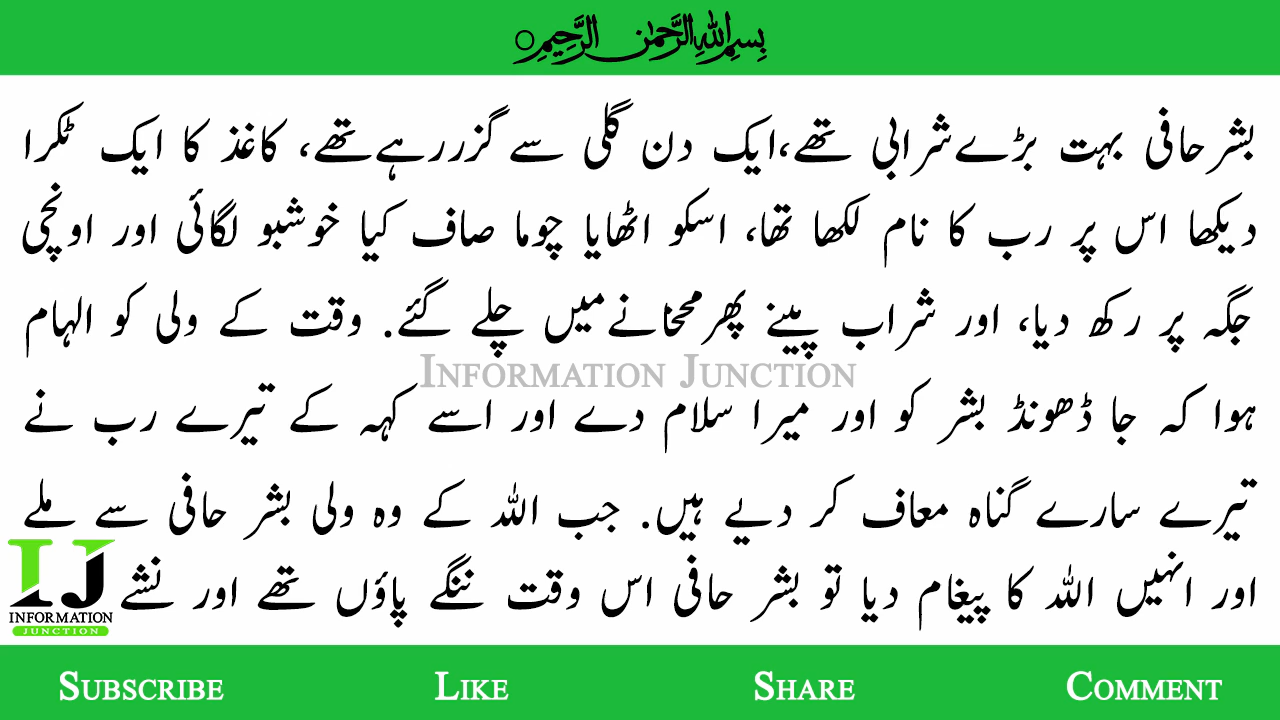 بِسمِ اللهِ الرَّحمٰنِ الرَّحِیمِ
بشر حافی بہت بڑے شرابی تھے، ایک دن گلی سے گزر رہے تھے، کاغذ کا ایک ٹکرا
دیکھا اس پر رب کا نام لکھا تھا، اسکو اٹھایا چوما صاف کیا خوشبو لگائی اور اونچی
جگہ پر رکھ دیا، اور شراب پینے پھر مخانے میں چلے گئے. وقت کے ولی کو الہام
INFORMATION JUNCTION
ہوا کہ جا ڈھونڈ بشر کو اور میرا سلام دے اور اسے کہہ کے تیرے رب نے
تیرے سارے گناہ معاف کر دیے ہیں. جب اللہ کے وہ ولی بشر حافی سے ملے
اور انہیں اللہ کا پیغام دیا تو بشر حافی اس وقت ننگے پاؤں تھے اور نشے
IJ
INFORMATION
JUNCTION
SUBSCRIBE LIKE SHARE COMMENT